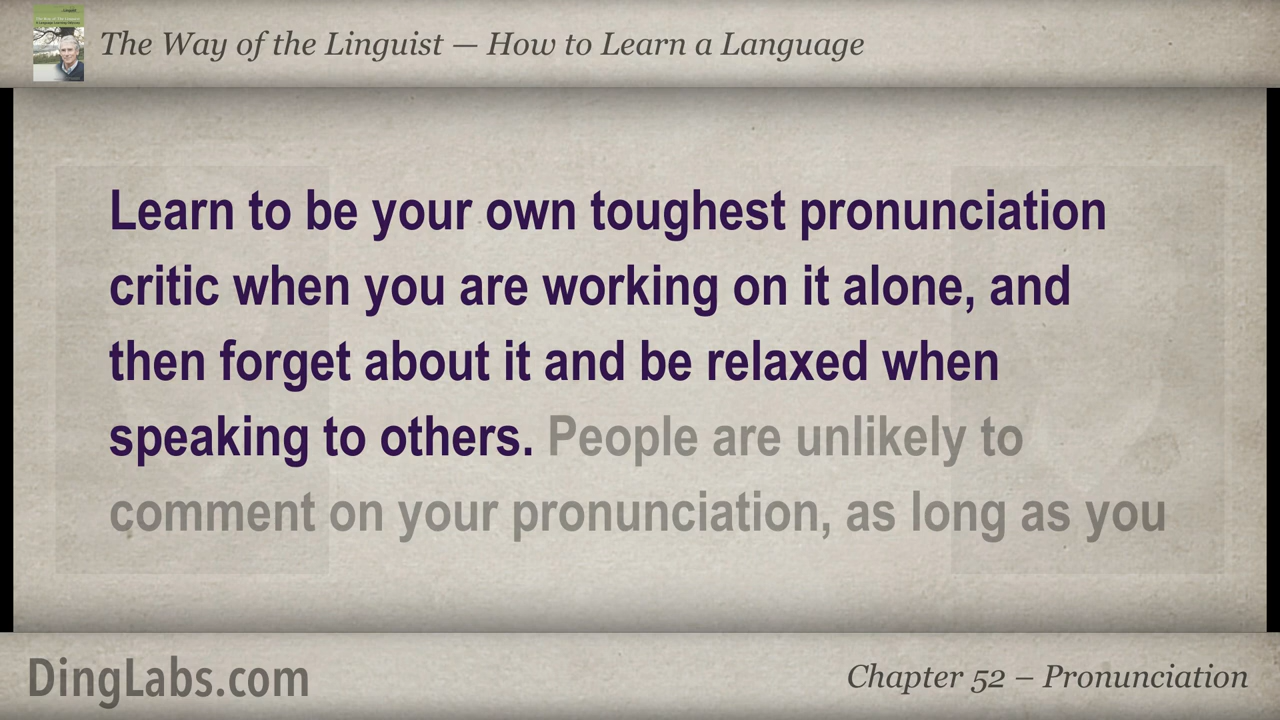 The Way of the Linguist — How to Learn a Language
Learn to be your own toughest pronunciation
critic when you are working on it alone, and
then forget about it and be relaxed when
speaking to others. People are unlikely to
comment on your pronunciation, as long as you
DingLabs.com
Chapter 52 – Pronunciation